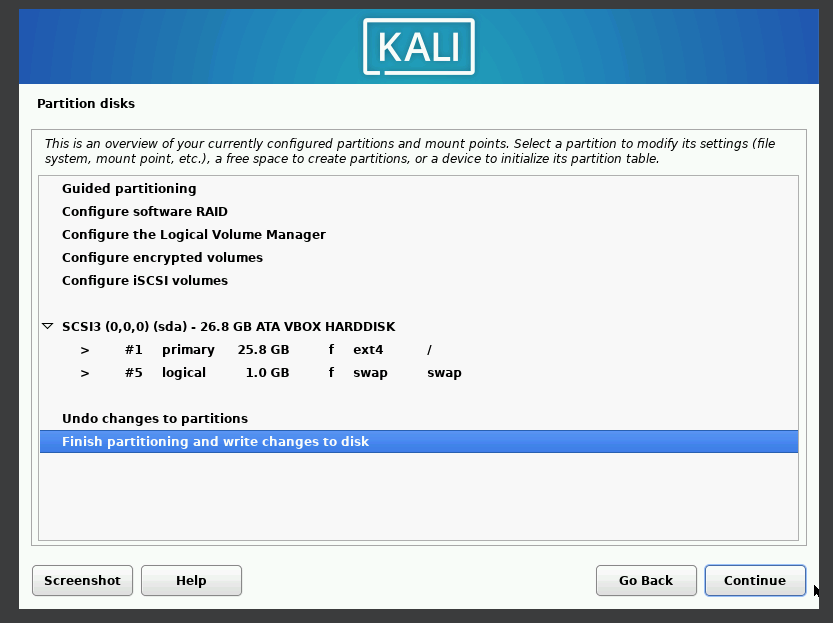 KALI
Partition disks
This is an overview of your currently configured partitions and mount points. Select a partition to modify its settings (file
system, mount point, etc.), a free space to create partitions, or a device to initialize its partition table.
Guided partitioning
Configure software RAID
Configure the Logical Volume Manager
Configure encrypted volumes
Configure iSCSI volumes
SCSI3 (0,0,0) (sda) - 26.8 GB ATA VBOX HARDDISK
> #1 primary 25.8 GB f ext4 /
> #5 logical 1.0 GB f swap swap
Undo changes to partitions
Finish partitioning and write changes to disk
Screenshot Help Go Back Continue